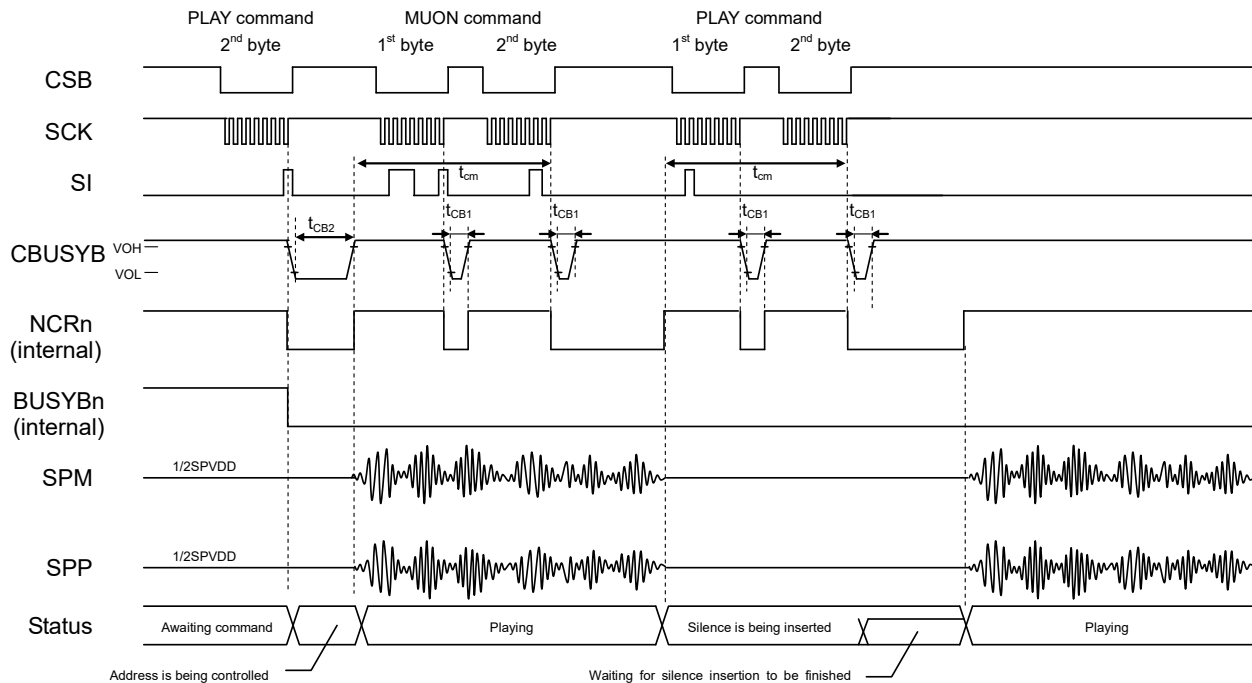 PLAY command MUON command PLAY command
2nd byte 1st byte 2nd byte 1st byte 2nd byte
CSB
SCK
tcm tcm
SI
tCB2 tCB1 tCB1 tCB1 tCB1
VOH
CBUSYB
VOL
NCRn
(internal)
BUSYBn
(internal)
1/2SPVDD
SPM
1/2SPVDD
SPP
Status Awaiting command Playing Silence is being inserted Playing
Address is being controlled Waiting for silence insertion to be finished